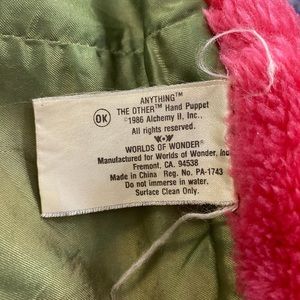 OK
ANYTHING™
THE OTHER™ Hand Puppet
©1986 Alchemy II, Inc.,
All rights reserved.
WORLDS OF WONDER®
Manufactured for Worlds of Wonder, Inc.
Fremont, CA. 94538
Made in China Reg. No. PA-1743
Do not immerse in water,
Surface Clean Only.